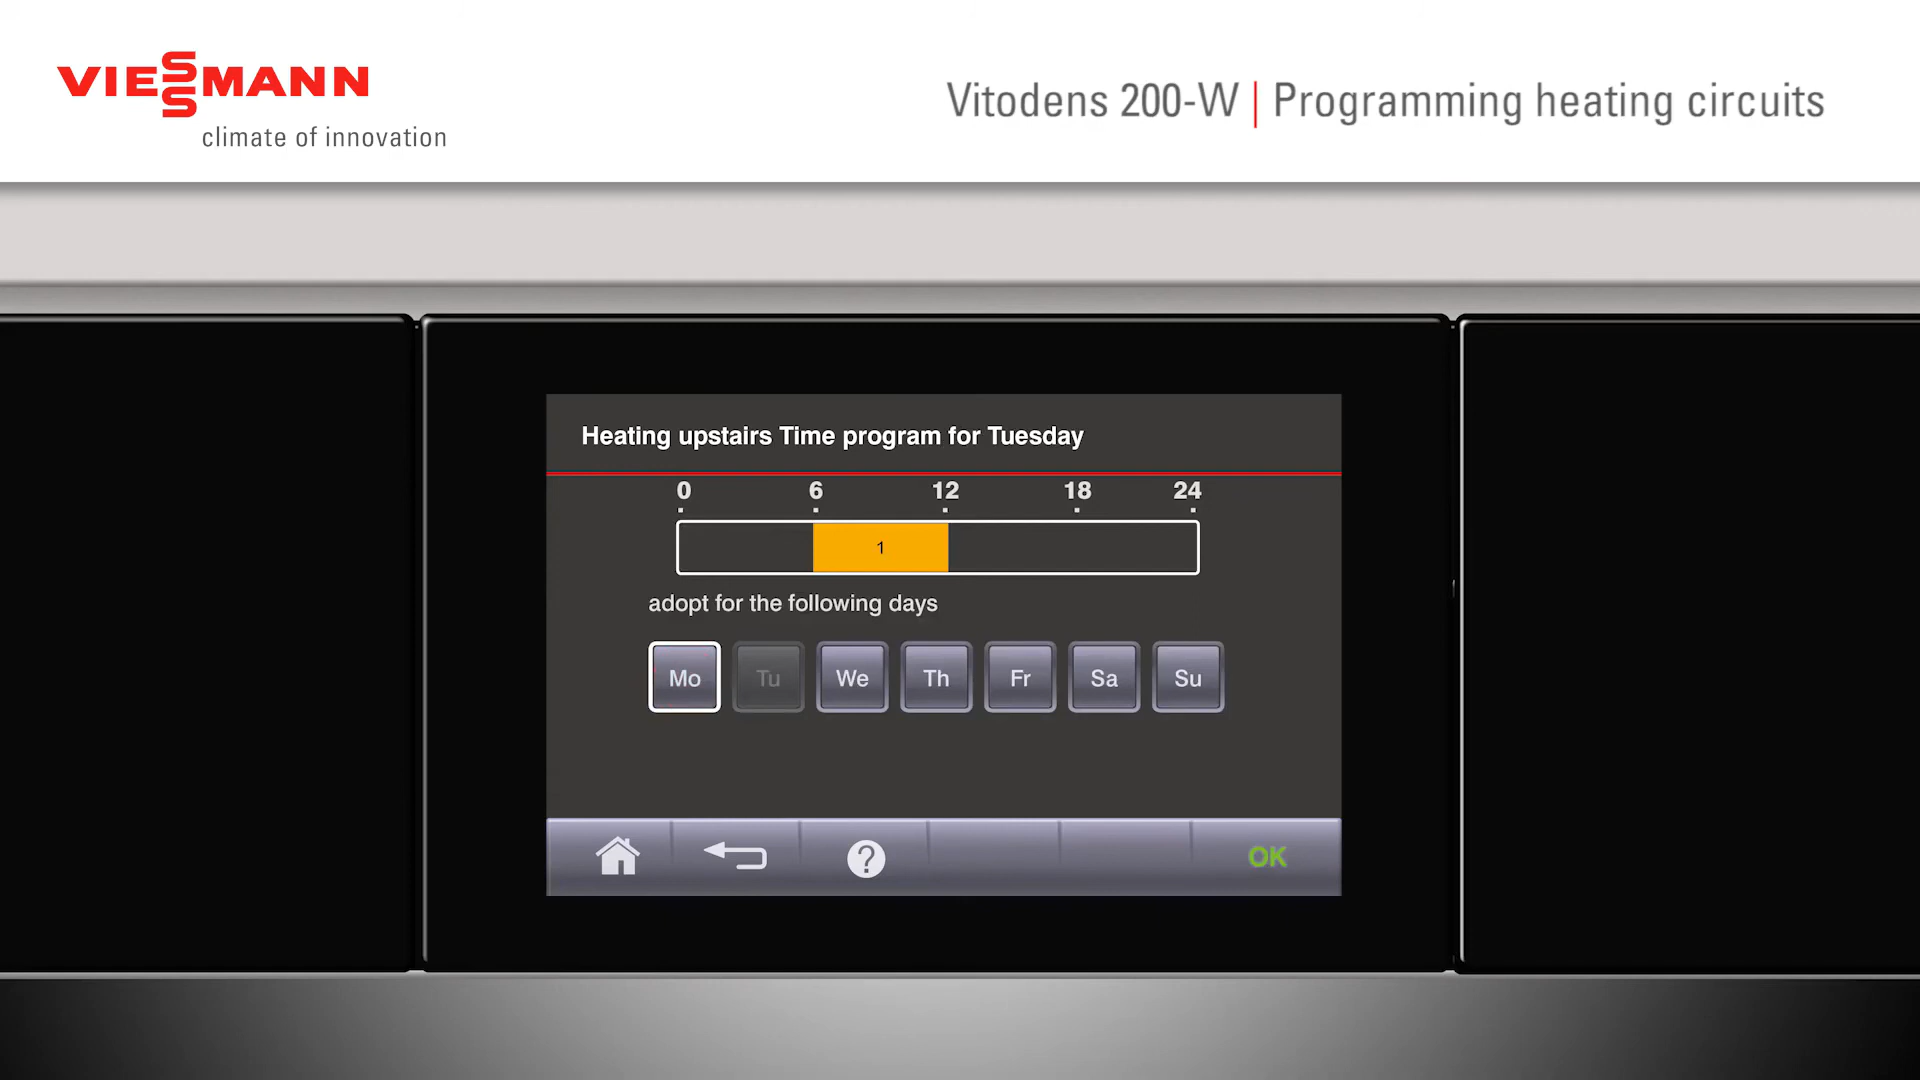 VIESSMANN
climate of innovation
Vitodens 200-W | Programming heating circuits
Heating upstairs Time program for Tuesday
0 6 12 18 24
1
adopt for the following days
Mo Tu We Th Fr Sa Su
? OK